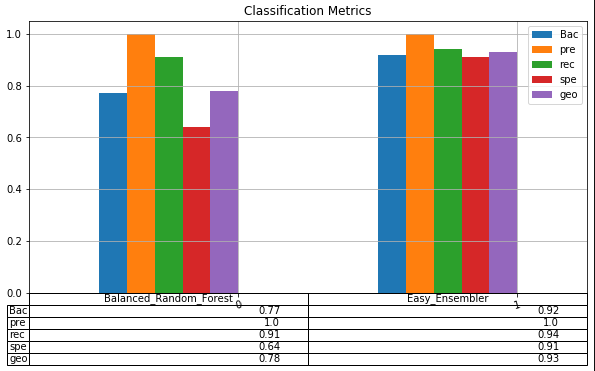 Classification Metrics
1.0
0.8
0.6
0.4
0.2
0.0
Bac
pre
rec
spe
geo
0 1
Balanced_Random_Forest Easy_Ensembler
Bac 0.77 0.92
pre 1.0 1.0
rec 0.91 0.94
spe 0.64 0.91
geo 0.78 0.93